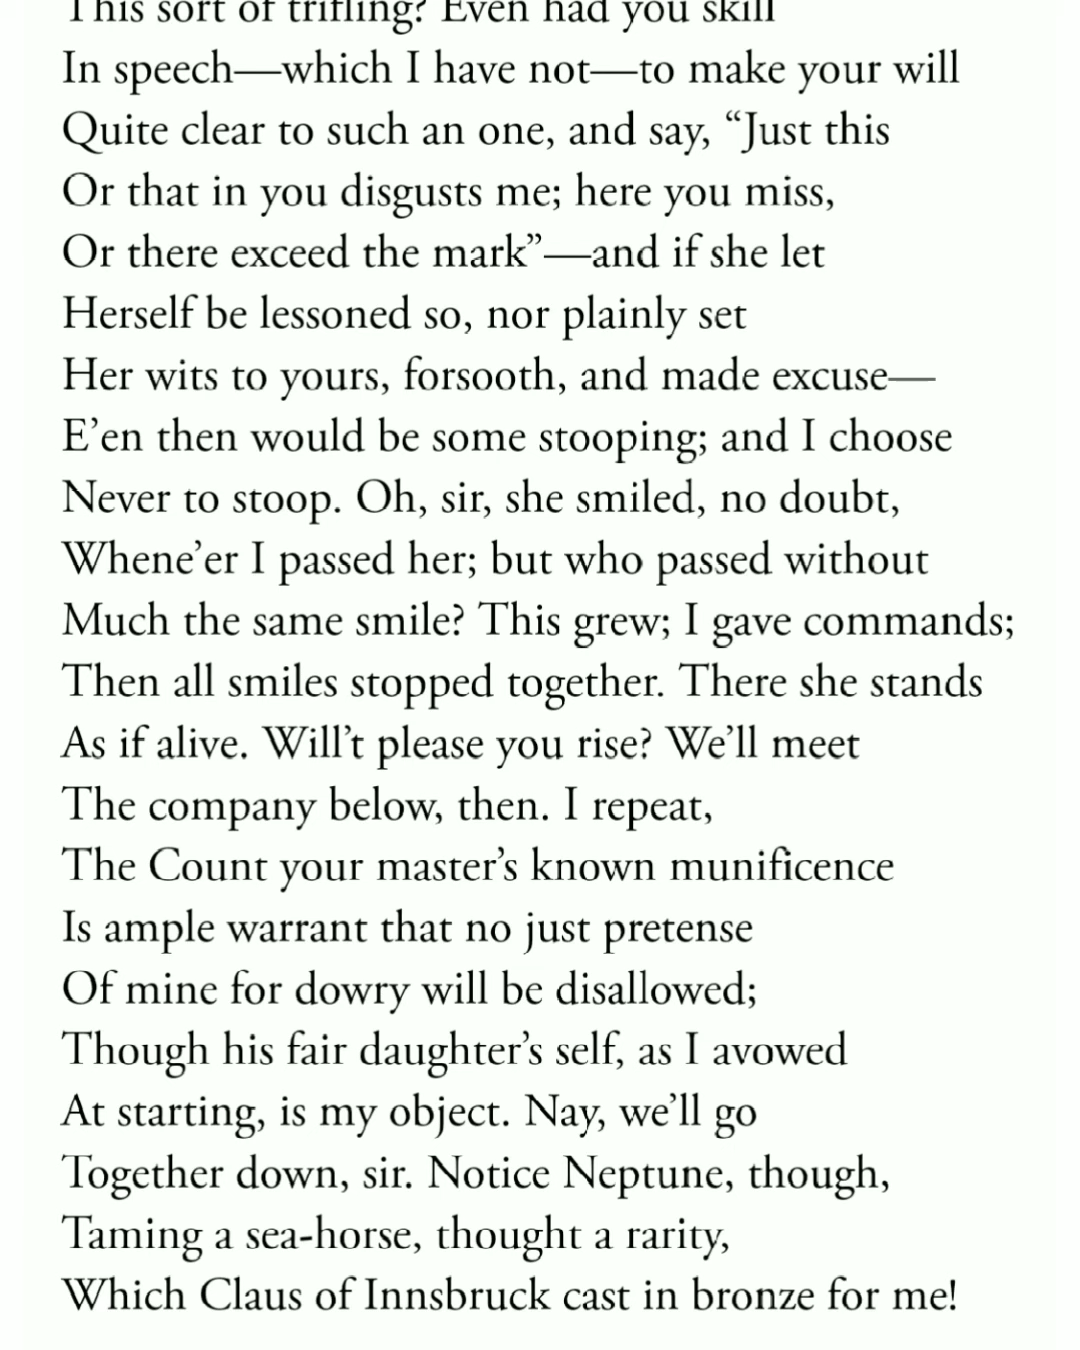 This sort of trifling? Even had you skill
In speech—which I have not—to make your will
Quite clear to such an one, and say, “Just this
Or that in you disgusts me; here you miss,
Or there exceed the mark”—and if she let
Herself be lessoned so, nor plainly set
Her wits to yours, forsooth, and made excuse—
E’en then would be some stooping; and I choose
Never to stoop. Oh, sir, she smiled, no doubt,
Whene’er I passed her; but who passed without
Much the same smile? This grew; I gave commands;
Then all smiles stopped together. There she stands
As if alive. Will’t please you rise? We’ll meet
The company below, then. I repeat,
The Count your master’s known munificence
Is ample warrant that no just pretense
Of mine for dowry will be disallowed;
Though his fair daughter’s self, as I avowed
At starting, is my object. Nay, we’ll go
Together down, sir. Notice Neptune, though,
Taming a sea-horse, thought a rarity,
Which Claus of Innsbruck cast in bronze for me!